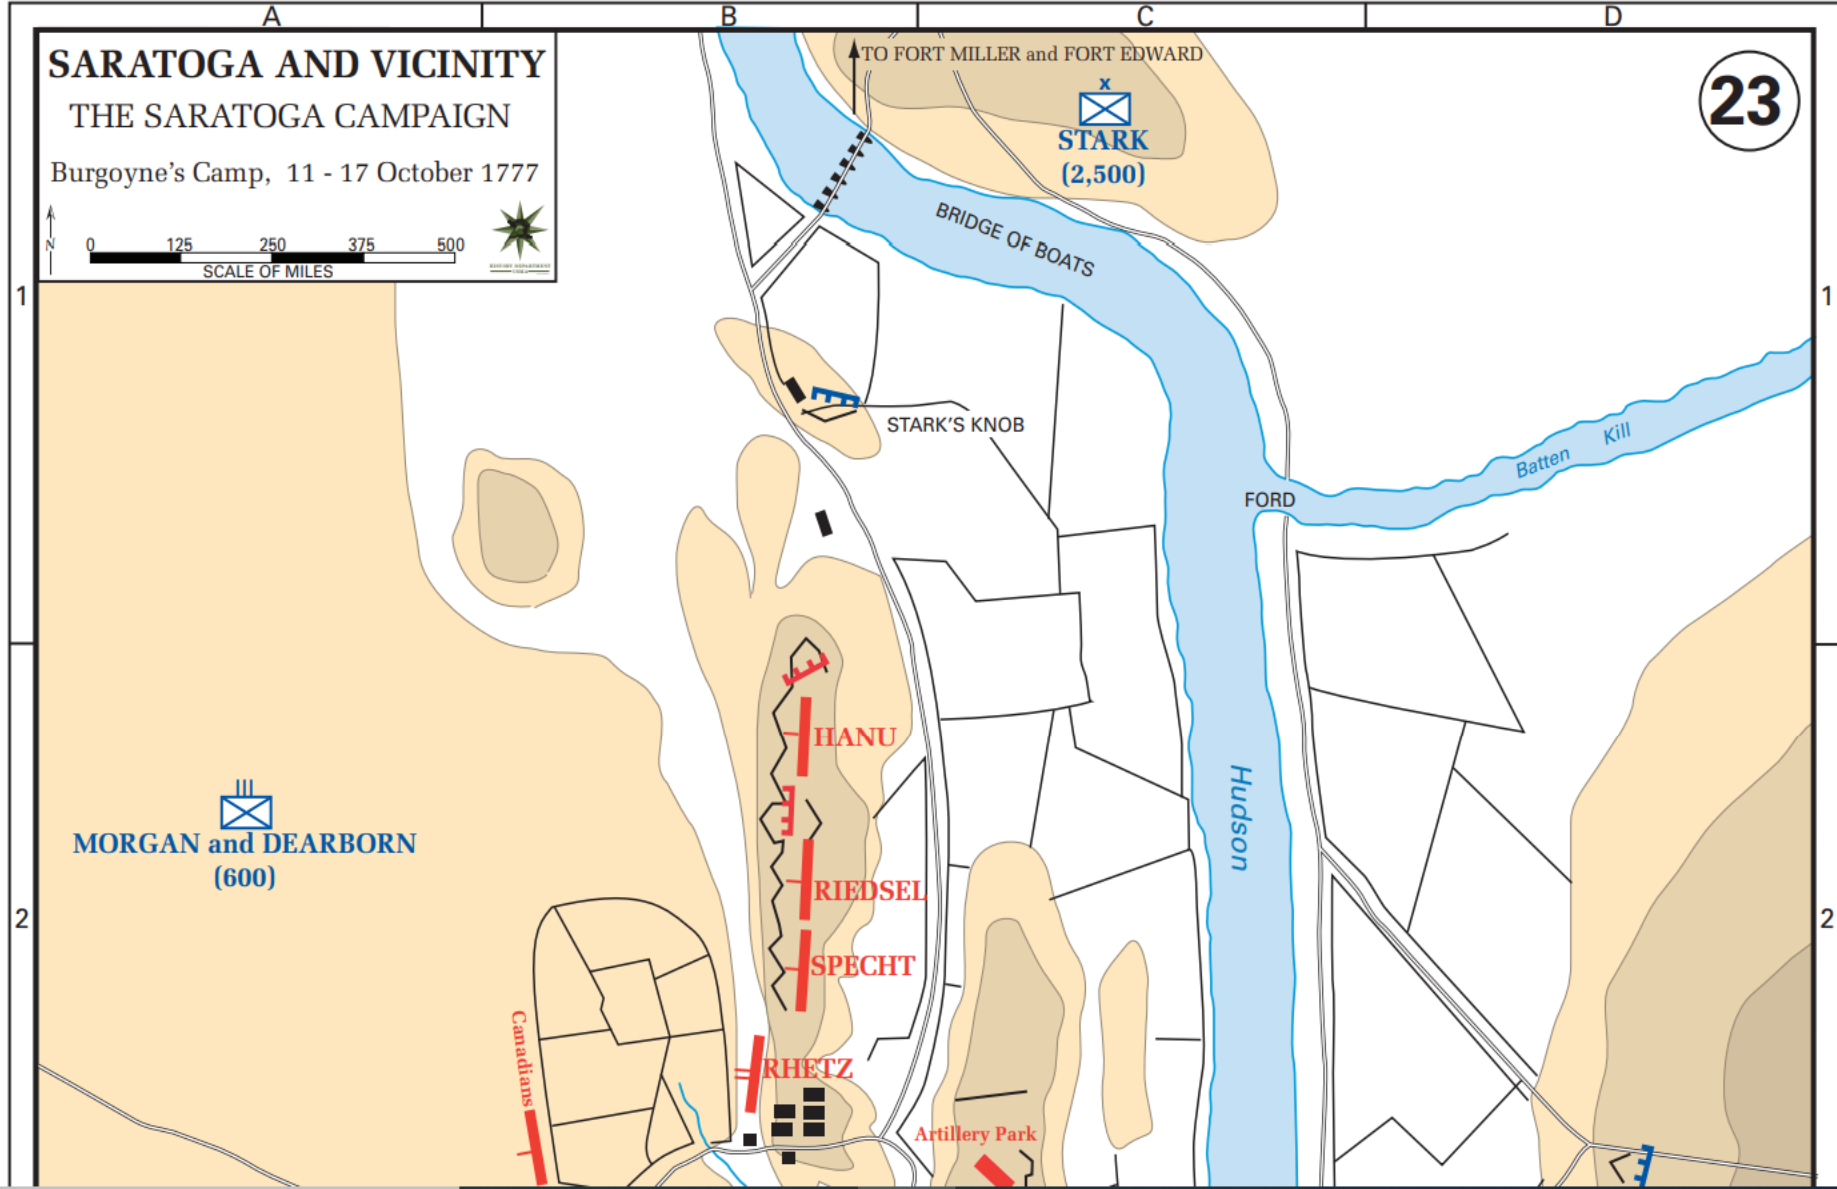 A
B
C
D
SARATOGA AND VICINITY
THE SARATOGA CAMPAIGN
Burgoyne's Camp, 11 - 17 October 1777
N
0 125 250 375 500
SCALE OF MILES
TO FORT MILLER and FORT EDWARD
x
STARK
(2,500)
23
BRIDGE OF BOATS
1
1
STARK'S KNOB
Batten Kill
FORD
HANU
Hudson
MORGAN and DEARBORN
(600)
RIEDSEL
2
2
SPECHT
Canadians
RHETZ
Artillery Park